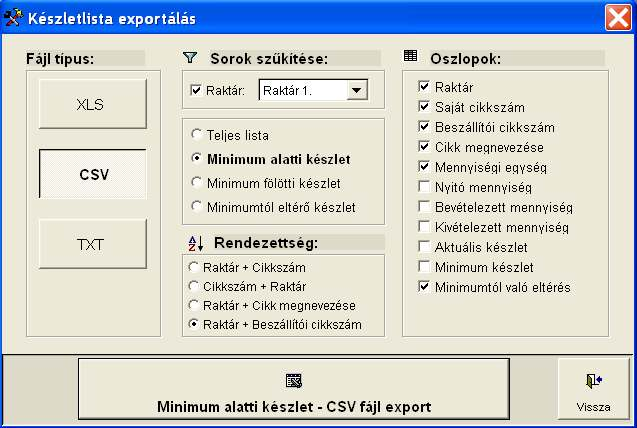 Készletlista exportálás
Fájl típus:
XLS
CSV
TXT
Sorok szűkítése:
Raktár:
Raktár 1.
Teljes lista
Minimum alatti készlet
Minimum fölötti készlet
Minimumtól eltérő készlet
Rendezettség:
Raktár + Cikkszám
Cikkszám + Raktár
Raktár + Cikk megnevezése
Raktár + Beszállítói cikkszám
Oszlopok:
Raktár
Saját cikkszám
Beszállítói cikkszám
Cikk megnevezése
Mennyiségi egység
Nyitó mennyiség
Bevételezett mennyiség
Kivételezett mennyiség
Aktuális készlet
Minimum készlet
Minimumtól való eltérés
Minimum alatti készlet - CSV fájl export
Vissza